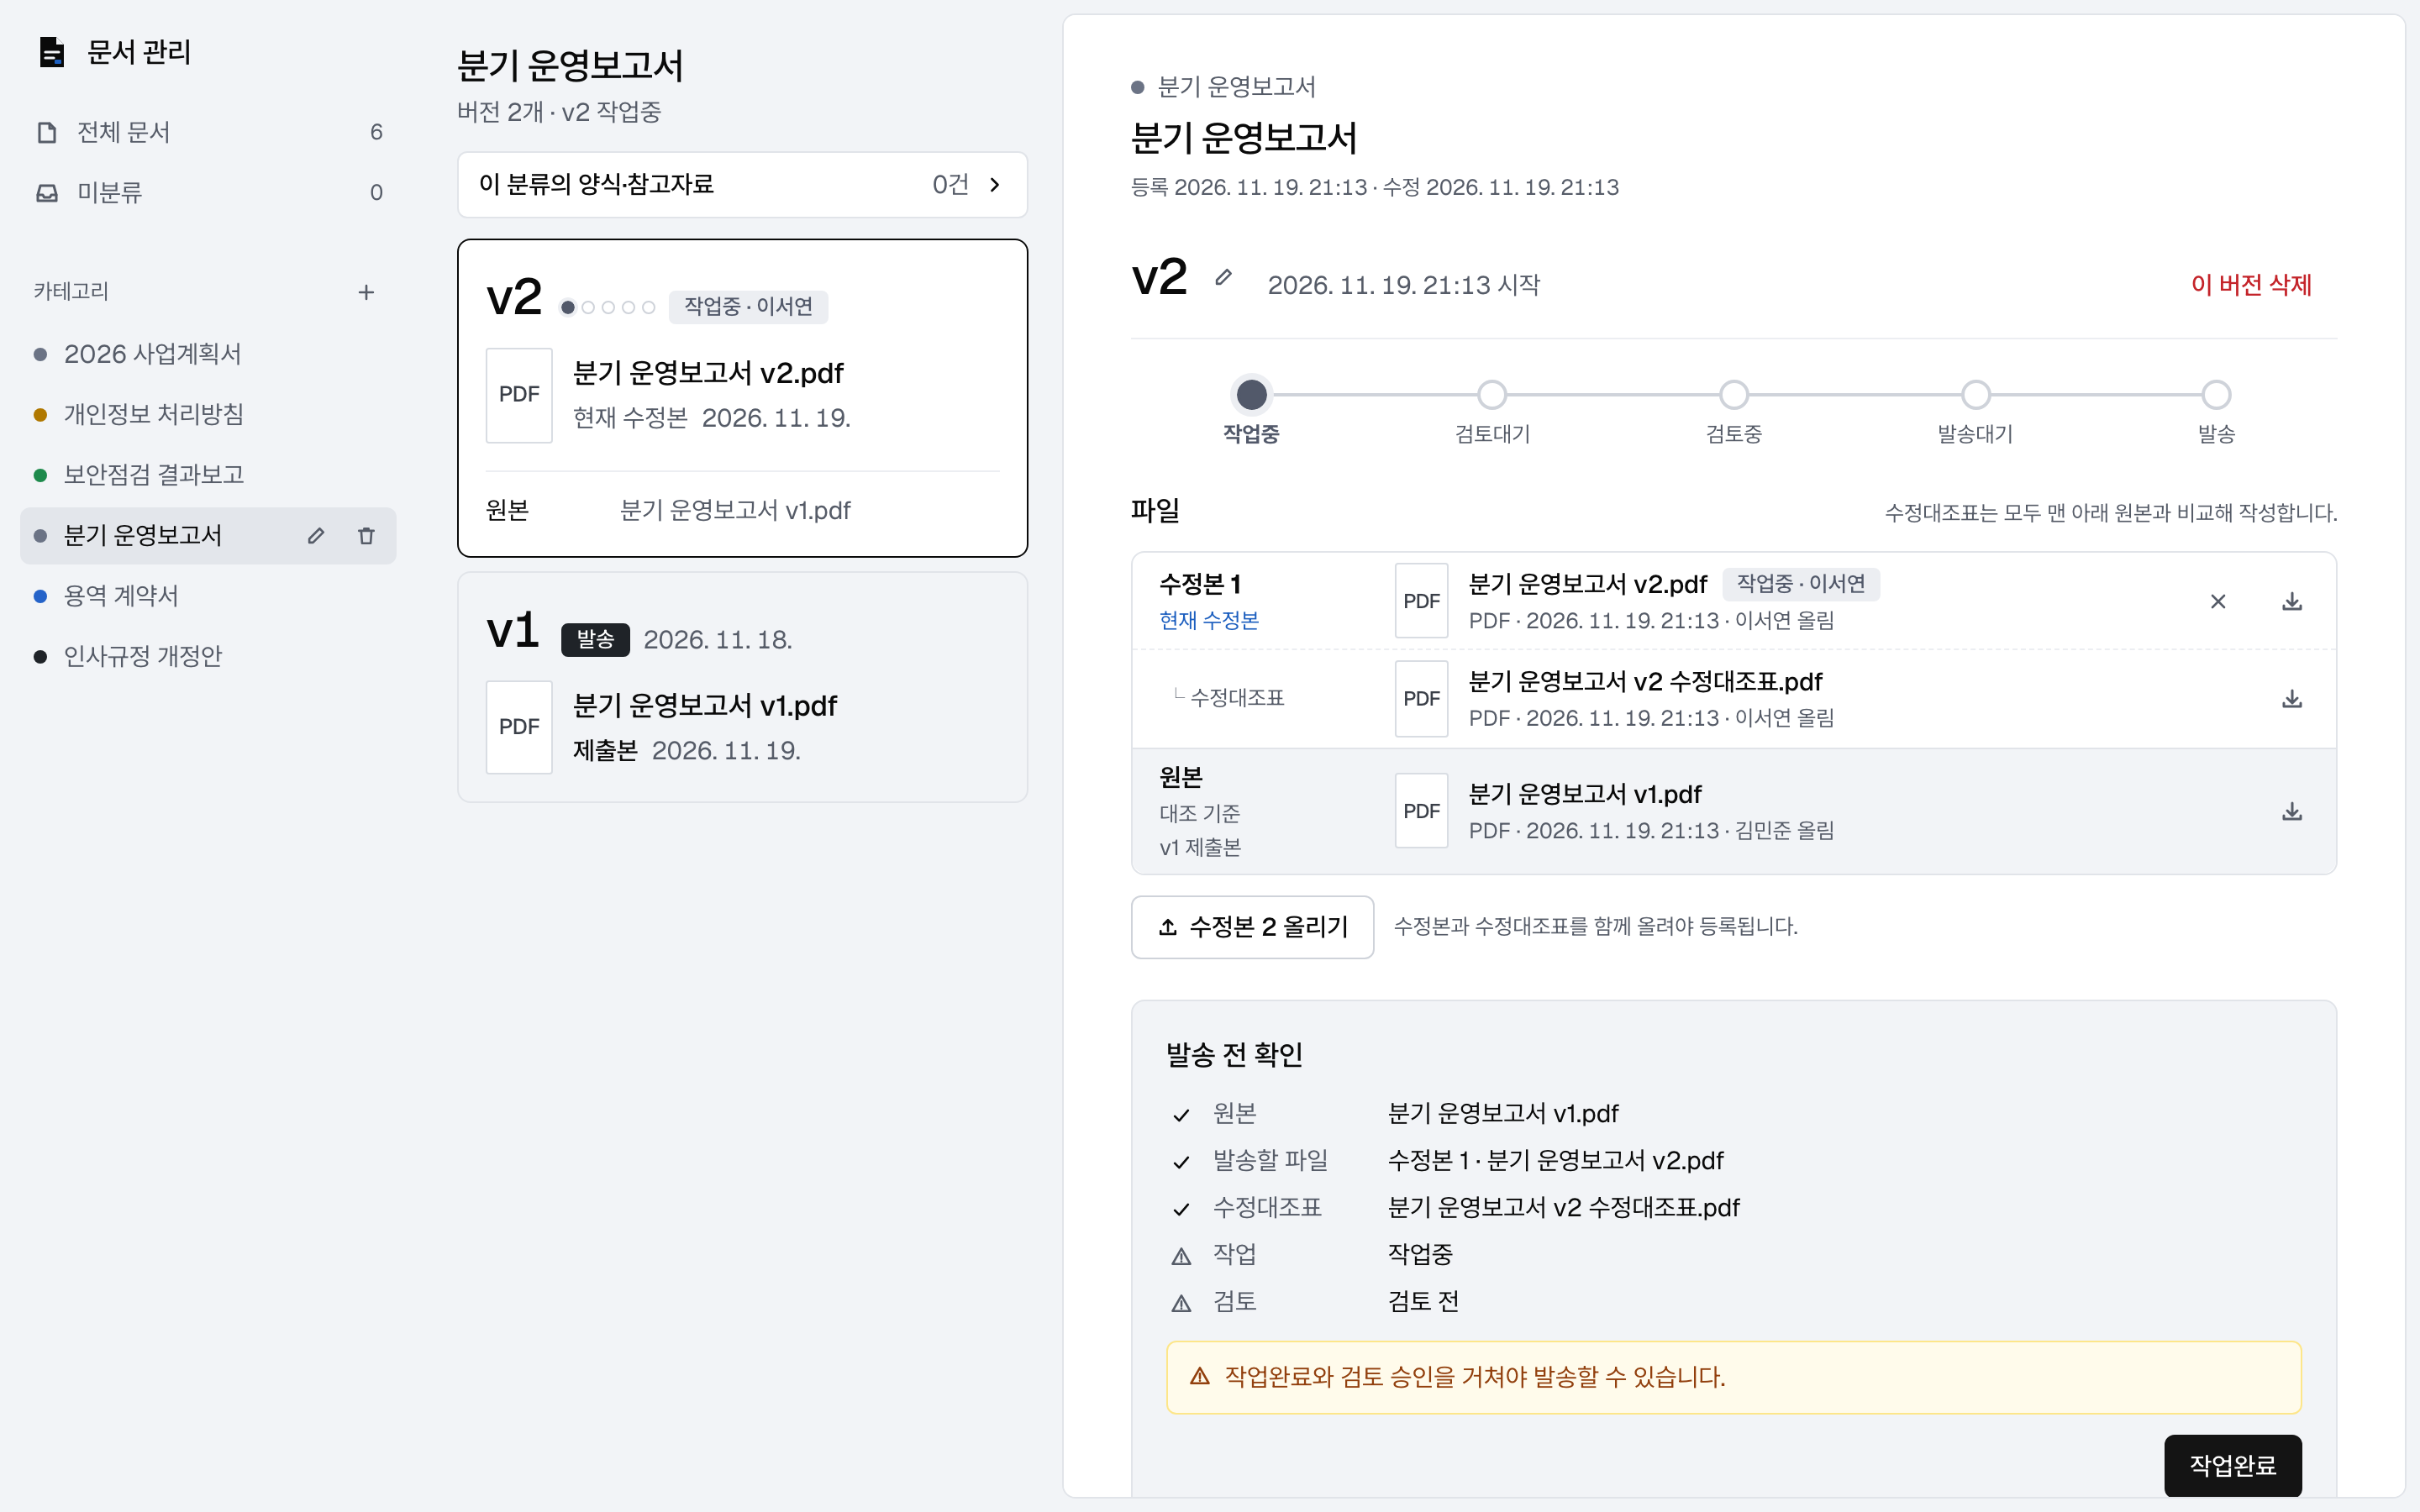 문서 관리
전체 문서 6
미분류 0
카테고리
2026 사업계획서
개인정보 처리방침
보안점검 결과보고
분기 운영보고서
용역 계약서
인사규정 개정안
분기 운영보고서
버전 2개 · v2 작업중
이 분류의 양식·참고자료 0건
v2 작업중 · 이서연
PDF
분기 운영보고서 v2.pdf
현재 수정본 2026. 11. 19.
원본 분기 운영보고서 v1.pdf
v1 발송 2026. 11. 18.
PDF
분기 운영보고서 v1.pdf
제출본 2026. 11. 19.
분기 운영보고서
분기 운영보고서
등록 2026. 11. 19. 21:13 · 수정 2026. 11. 19. 21:13
v2 2026. 11. 19. 21:13 시작 이 버전 삭제
작업중 검토대기 검토중 발송대기 발송
파일 수정대조표는 모두 맨 아래 원본과 비교해 작성합니다.
수정본 1
현재 수정본
PDF
분기 운영보고서 v2.pdf 작업중 · 이서연
PDF · 2026. 11. 19. 21:13 · 이서연 올림
수정대조표
PDF
분기 운영보고서 v2 수정대조표.pdf
PDF · 2026. 11. 19. 21:13 · 이서연 올림
원본
대조 기준
v1 제출본
PDF
분기 운영보고서 v1.pdf
PDF · 2026. 11. 19. 21:13 · 김민준 올림
수정본 2 올리기 수정본과 수정대조표를 함께 올려야 등록됩니다.
발송 전 확인
원본 분기 운영보고서 v1.pdf
발송할 파일 수정본 1 · 분기 운영보고서 v2.pdf
수정대조표 분기 운영보고서 v2 수정대조표.pdf
작업 작업중
검토 검토 전
작업완료와 검토 승인을 거쳐야 발송할 수 있습니다.
작업완료